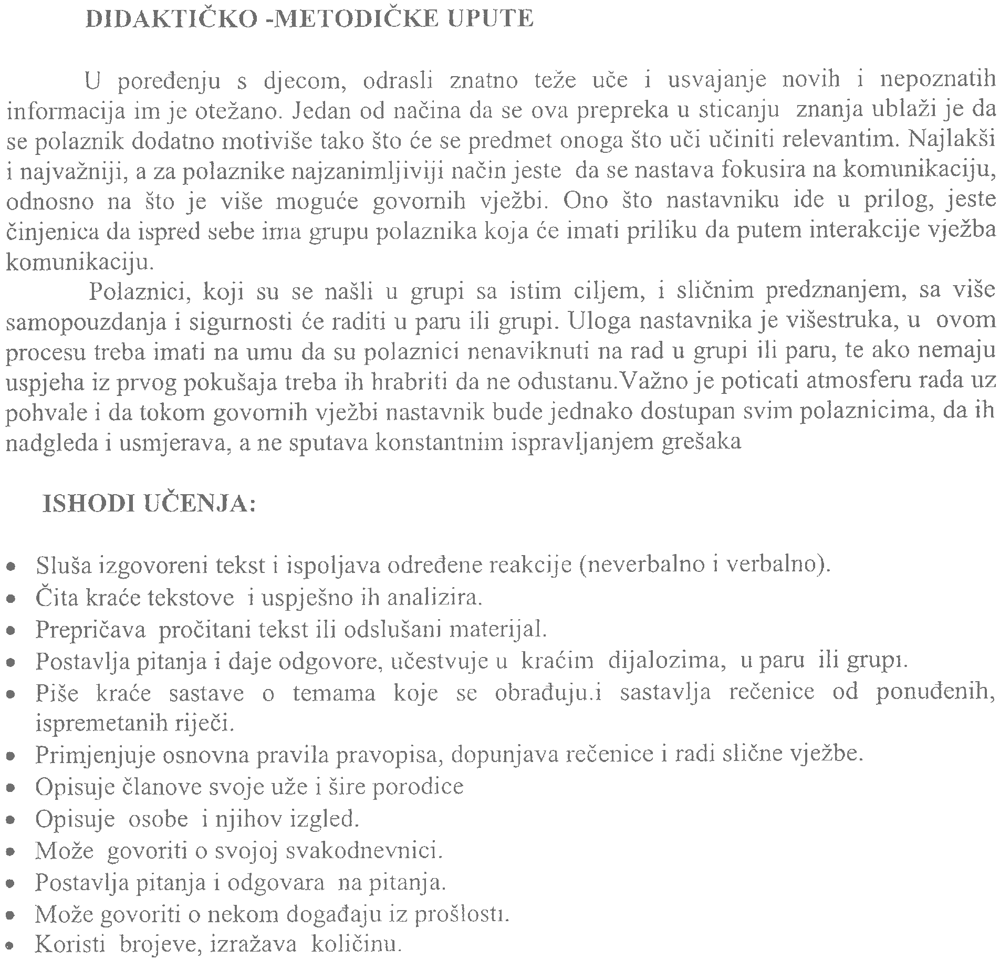 DIDAKTIČKO -METODIČKE UPUTE
U poređenju s djecom, odrasli znatno teže uče i usvajanje novih i nepoznatih
informacija im je otežano. Jedan od načina da se ova prepreka u sticanju znanja ublaži je da
se polaznik dodatno motiviše tako što će se predmet onoga što uči učiniti relevantim. Najlakši
i najvažniji, a za polaznike najzanimljiviji način jeste da se nastava fokusira na komunikaciju,
odnosno na što je više moguće govornih vježbi. Ono što nastavniku ide u prilog, jeste
činjenica da ispred sebe ima grupu polaznika koja će imati priliku da putem interakcije vježba
komunikaciju.
Polaznici, koji su se našli u grupi sa istim ciljem, i sličnim predznanjem, sa više
samopouzdanja i sigurnosti će raditi u paru ili grupi. Uloga nastavnika je višestruka, u ovom
procesu treba imati na umu da su polaznici nenaviknuti na rad u grupi ili paru, te ako nemaju
uspjeha iz prvog pokušaja treba ih hrabriti da ne odustanu.Važno je poticati atmosferu rada uz
pohvale i da tokom govornih vježbi nastavnik bude jednako dostupan svim polaznicima, da ih
nadgleda i usmjerava, a ne sputava konstantnim ispravljanjem grešaka
ISHODI UČENJA:
• Sluša izgovoreni tekst i ispoljava određene reakcije (neverbalno i verbalno).
• Čita kraće tekstove i uspješno ih analizira.
• Prepričava pročitani tekst ili odslušani materijal.
• Postavlja pitanja i daje odgovore, učestvuje u kraćim dijalozima, u paru ili grupi.
• Piše kraće sastave o temama koje se obrađuju.i sastavlja rečenice od ponuđenih,
ispremetanih riječi.
• Primjenjuje osnovna pravila pravopisa, dopunjava rečenice i radi slične vježbe.
• Opisuje članove svoje uže i šire porodice
• Opisuje osobe i njihov izgled.
• Može govoriti o svojoj svakodnevnici.
• Postavlja pitanja i odgovara na pitanja.
• Može govoriti o nekom događaju iz prošlosti.
• Koristi brojeve, izražava količinu.